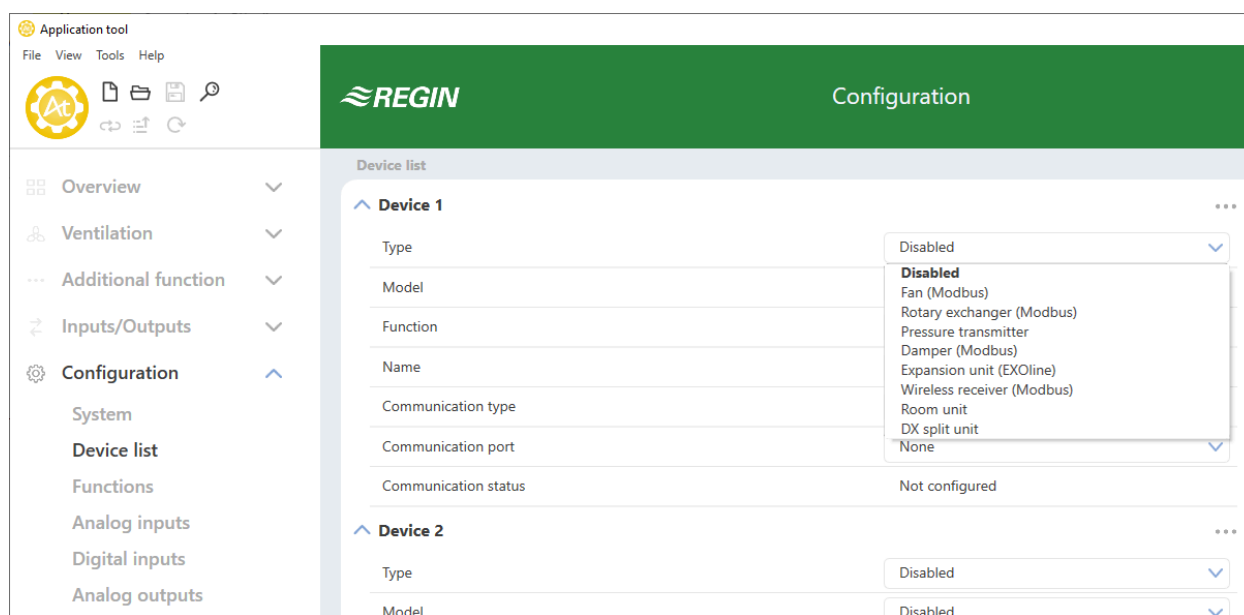 Application tool
File View Tools Help
At
REGIN
Configuration
Overview
Ventilation
Additional function
Inputs/Outputs
Configuration
System
Device list
Functions
Analog inputs
Digital inputs
Analog outputs
Device list
Device 1
Type Disabled
Disabled
Model
Fan (Modbus)
Rotary exchanger (Modbus)
Function
Pressure transmitter
Damper (Modbus)
Name
Expansion unit (EXOline)
Wireless receiver (Modbus)
Communication type
Room unit
DX split unit
Communication port None
Communication status Not configured
Device 2
Type Disabled
Model Disabled